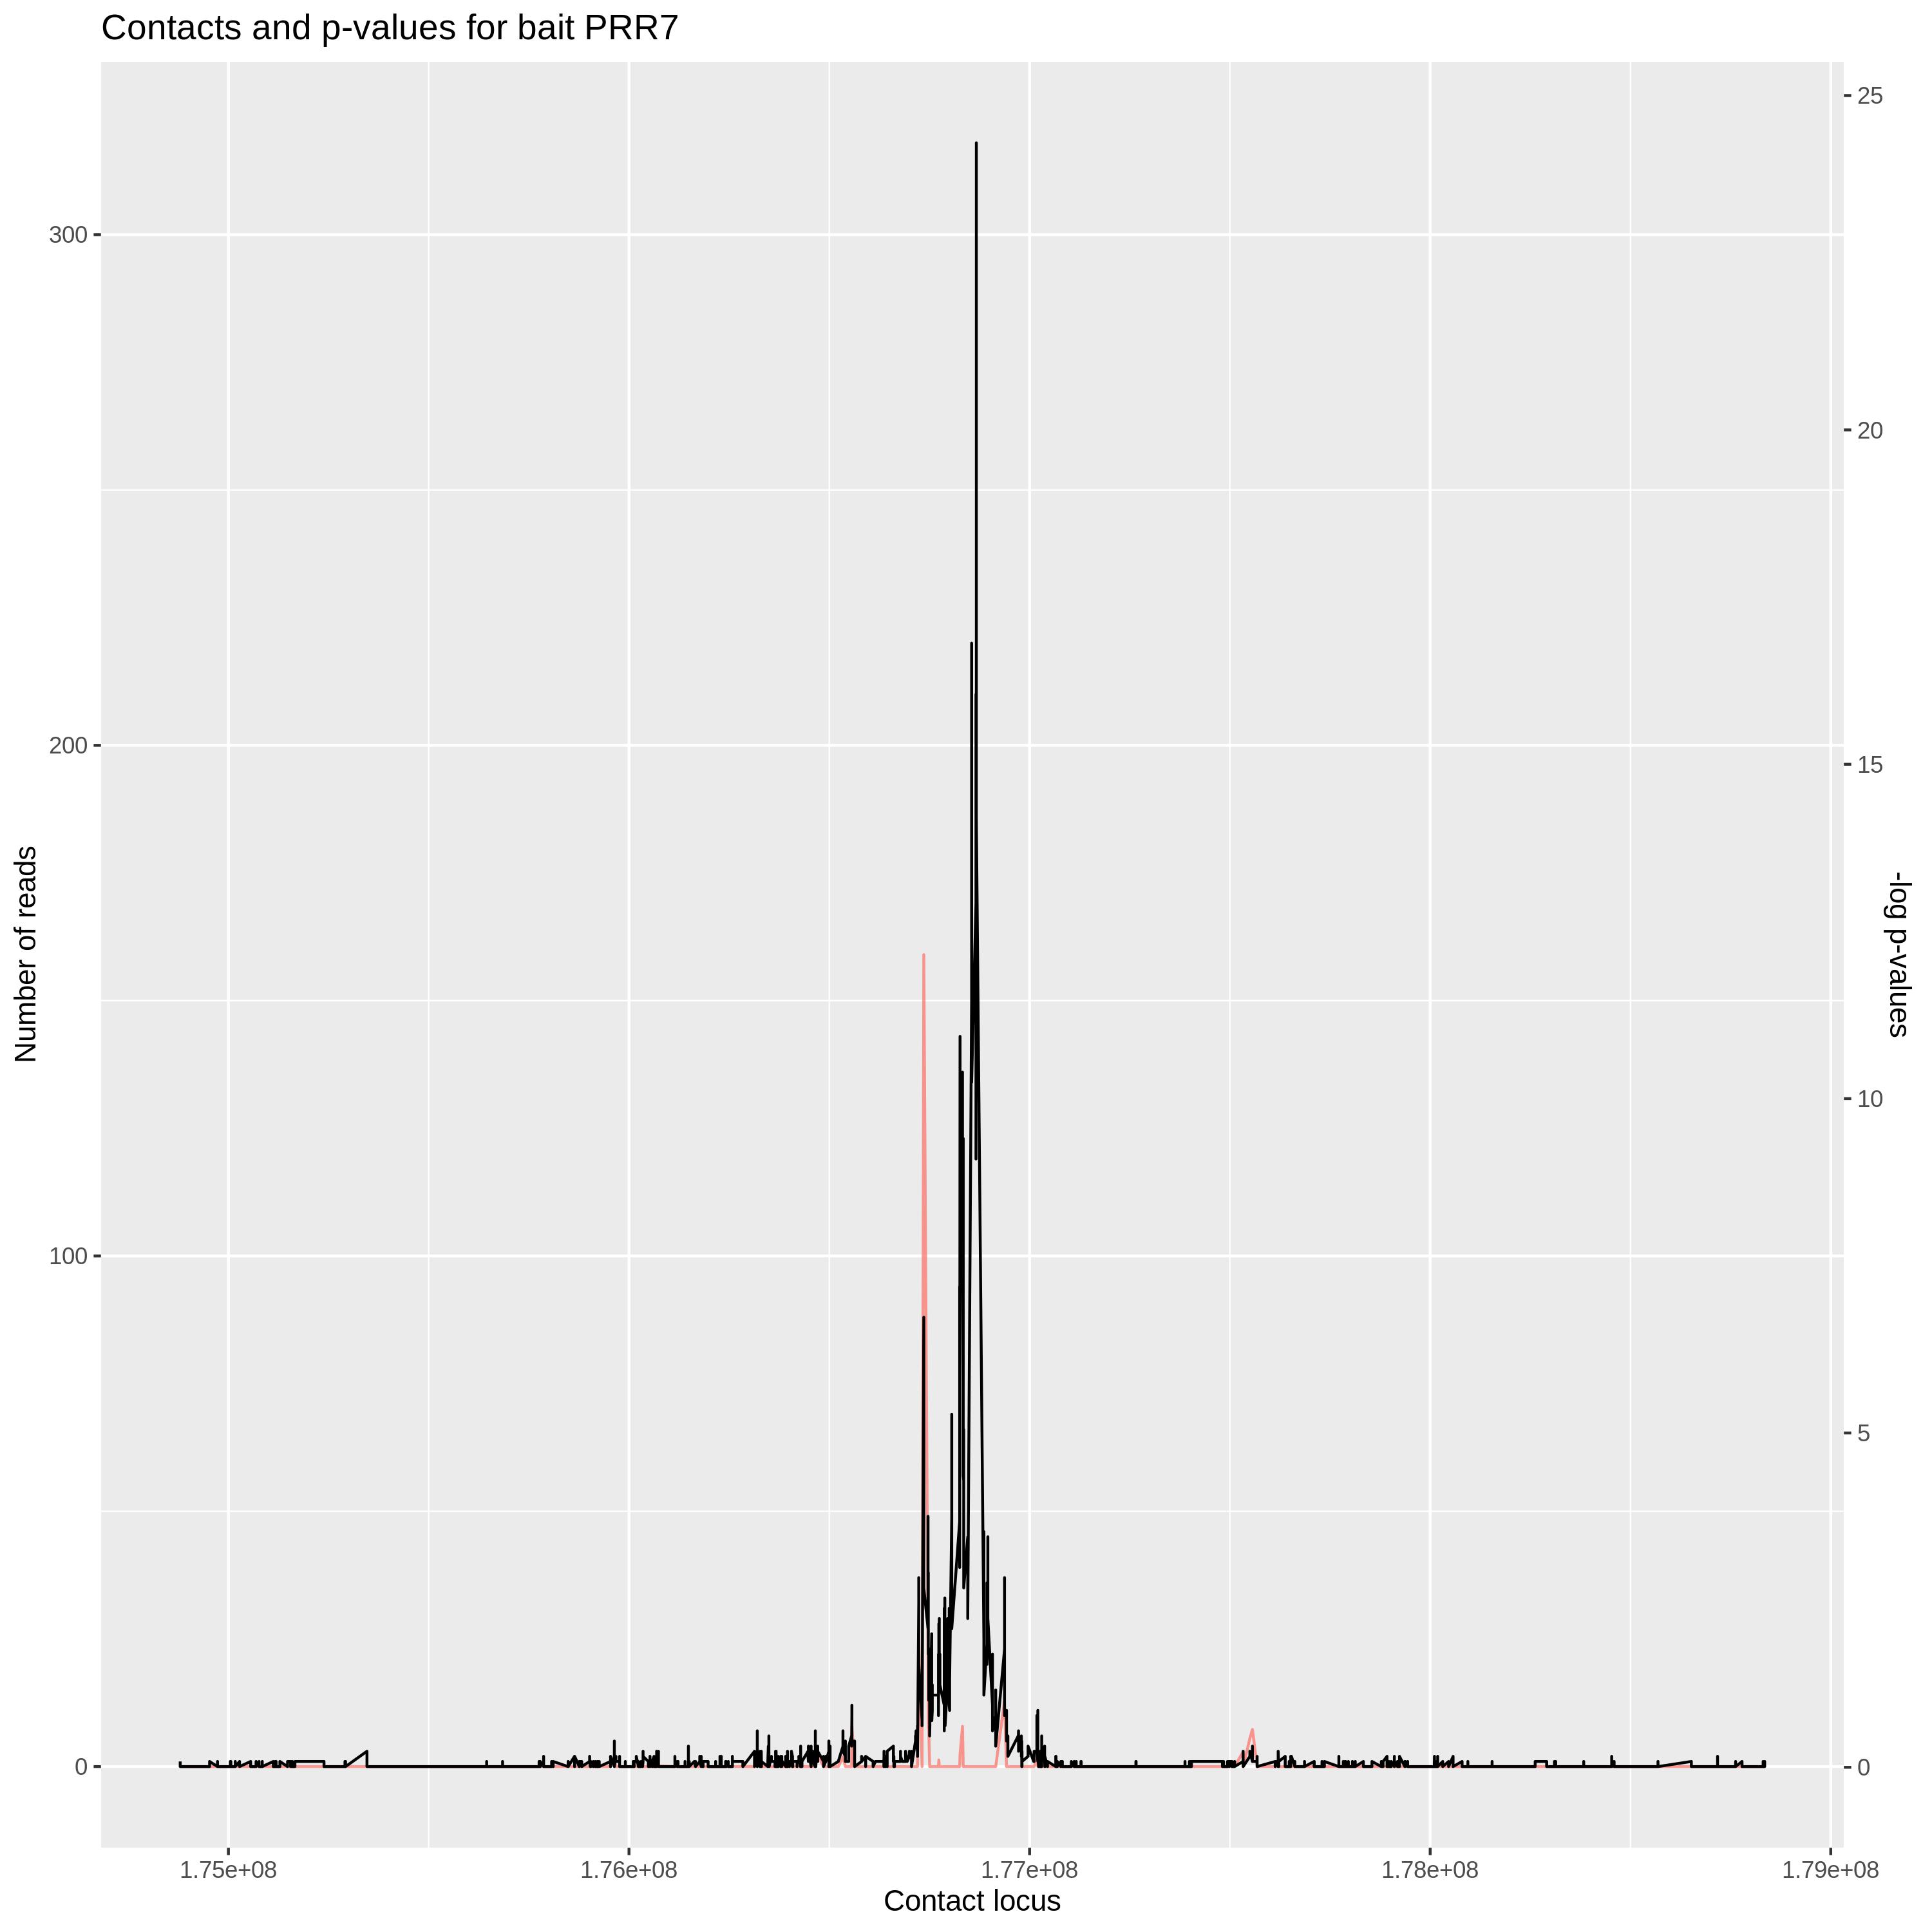 Contacts and p-values for bait PRR7
Number of reads
300
200
100
0
25
20
15
10
5
0
-log p-values
1.75e+08
1.76e+08
1.77e+08
1.78e+08
1.79e+08
Contact locus